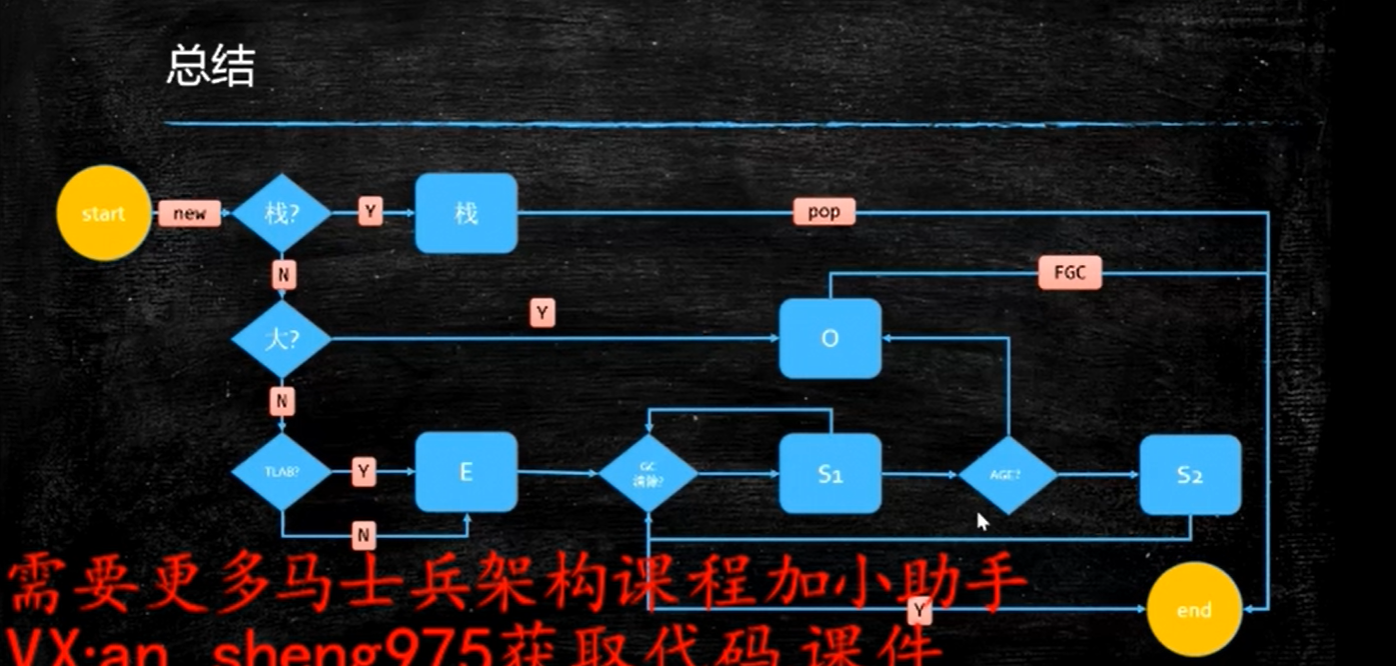 总结
start
new
栈?
Y
栈
pop
N
FGC
Y
大?
O
N
TLAB?
Y
E
GC
清除?
S1
AGE?
S2
N
需要更多马士兵架构课程加小助手
Y
end
VX:an_sheng975获取代码 课件